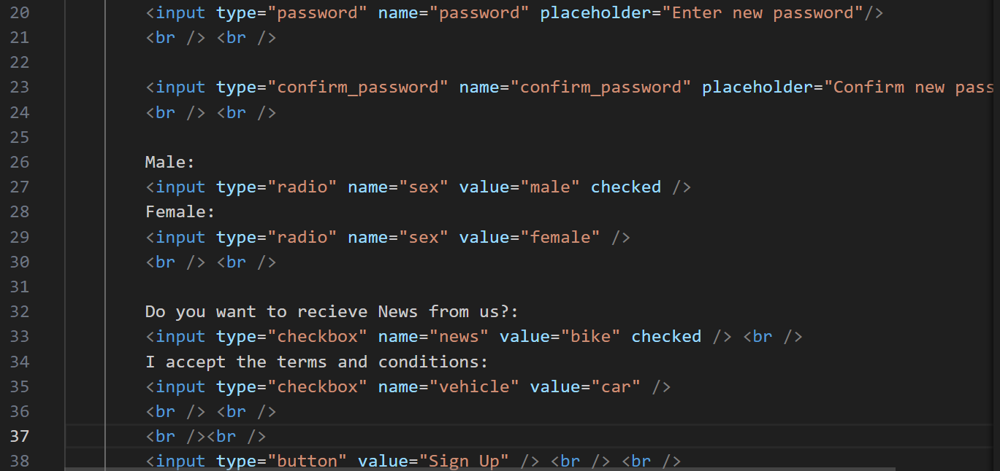 20 <input type="password" name="password" placeholder="Enter new password"/>
21 <br /> <br />
22
23 <input type="confirm_password" name="confirm_password" placeholder="Confirm new pass
24 <br /> <br />
25
26 Male:
27 <input type="radio" name="sex" value="male" checked />
28 Female:
29 <input type="radio" name="sex" value="female" />
30 <br /> <br />
31
32 Do you want to recieve News from us?:
33 <input type="checkbox" name="news" value="bike" checked /> <br />
34 I accept the terms and conditions:
35 <input type="checkbox" name="vehicle" value="car" />
36 <br /> <br />
37 <br /><br />
38 <input type="button" value="Sign Up" /> <br /> <br />